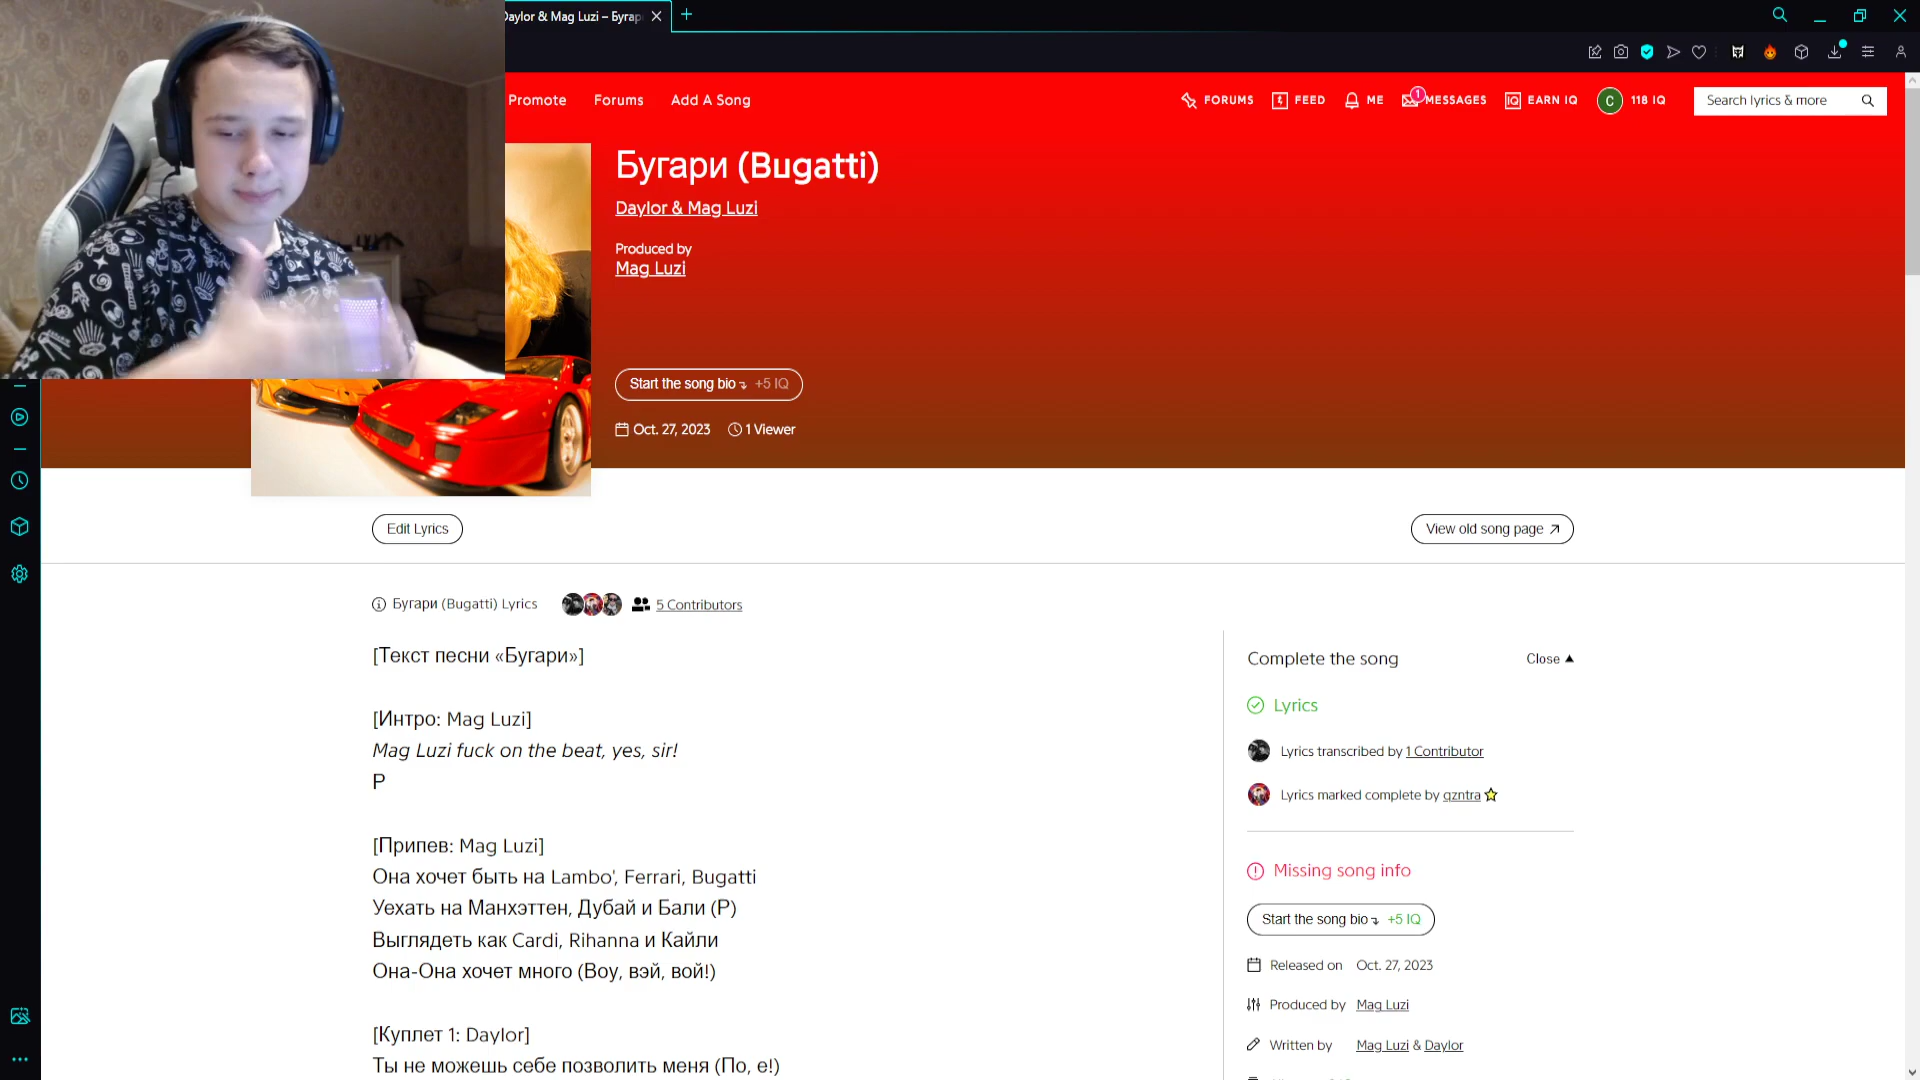 Daylor & Mag Luzi – Бугар
Promote
Forums
Add A Song
FORUMS
FEED
ME
1
MESSAGES
IQ
EARN IQ
C
118 IQ
Search lyrics & more
Бугари (Bugatti)
Daylor & Mag Luzi
Produced by
Mag Luzi
Start the song bio +5 IQ
Oct. 27, 2023
1 Viewer
Edit Lyrics
View old song page
Бугари (Bugatti) Lyrics
5 Contributors
[Текст песни «Бугари»]
[Интро: Mag Luzi]
Mag Luzi fuck on the beat, yes, sir!
Р
[Припев: Mag Luzi]
Она хочет быть на Lambo', Ferrari, Bugatti
Уехать на Манхэттен, Дубай и Бали (Р)
Выглядеть как Cardi, Rihanna и Кайли
Она-Она хочет много (Воу, вэй, вой!)
[Куплет 1: Daylor]
Ты не можешь себе позволить меня (По, е!)
Complete the song
Close
Lyrics
Lyrics transcribed by 1 Contributor
Lyrics marked complete by qzntra
Missing song info
Start the song bio +5 IQ
Released on Oct. 27, 2023
Produced by Mag Luzi
Written by Mag Luzi & Daylor